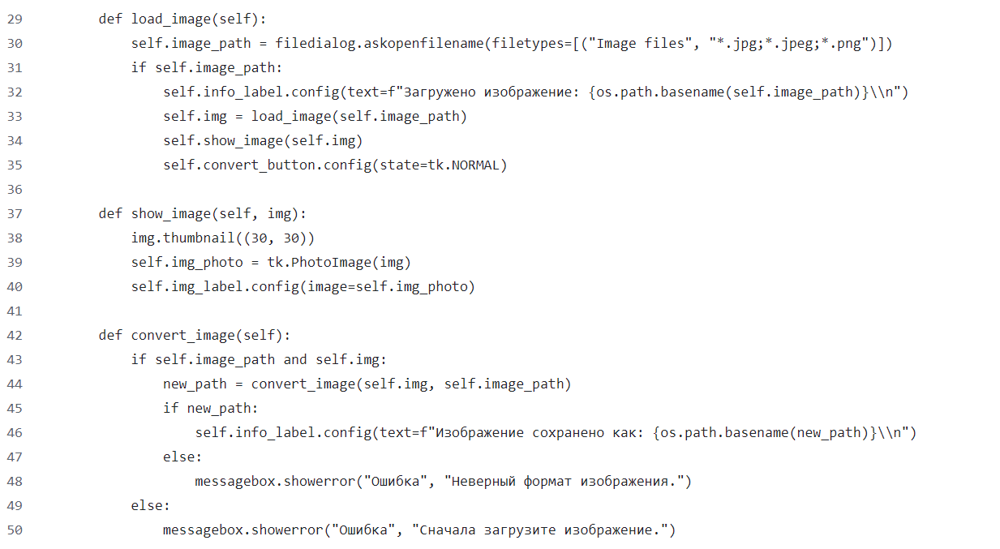 29 def load_image(self):
30 self.image_path = filedialog.askopenfilename(filetypes=[("Image files", "*.jpg;*.jpeg;*.png")])
31 if self.image_path:
32 self.info_label.config(text=f"Загружено изображение: {os.path.basename(self.image_path)}\\n")
33 self.img = load_image(self.image_path)
34 self.show_image(self.img)
35 self.convert_button.config(state=tk.NORMAL)
36
37 def show_image(self, img):
38 img.thumbnail((30, 30))
39 self.img_photo = tk.PhotoImage(img)
40 self.img_label.config(image=self.img_photo)
41
42 def convert_image(self):
43 if self.image_path and self.img:
44 new_path = convert_image(self.img, self.image_path)
45 if new_path:
46 self.info_label.config(text=f"Изображение сохранено как: {os.path.basename(new_path)}\\n")
47 else:
48 messagebox.showerror("Ошибка", "Неверный формат изображения.")
49 else:
50 messagebox.showerror("Ошибка", "Сначала загрузите изображение.")